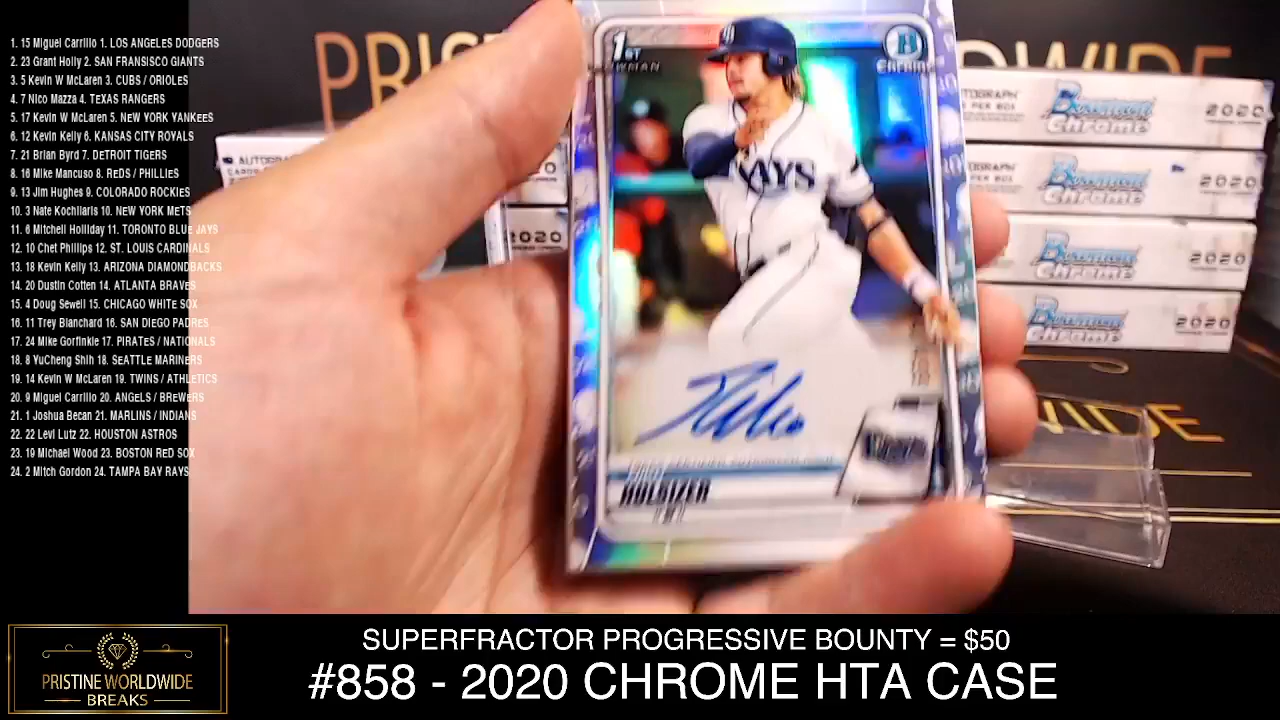 1. 15 Miguel Carrillo 1. LOS ANGELES DODGERS
2. 23 Grant Holly 2. SAN FRANSISCO GIANTS
3. 5 Kevin W McLaren 3. CUBS / ORIOLES
4. 7 Nico Mazza 4. TEXAS RANGERS
5. 17 Kevin W McLaren 5. NeW YORK YANKeeS
6. 12 Kevin Kelly 6. KANSAS CITY ROYALS
7. 21 Brian Byrd 7. DETROIT TIGERS
8. 16 Mike Mancuso 8. ReDS / PHILLIeS
9. 13 Jim Hughes 9. COLORADO ROCKIeS
10. 3 Nate Kochilaris 10. NeW YORK MeTS
11. 6 Mitchell Holliday 11. TORONTO BLUe JAYS
12. 10 Chet Phillips 12. ST. LOUIS CARDINALS
13. 18 Kevin Kelly 13. ARIZONA DIAMONDBACKS
14. 20 Dustin Cotten 14. ATLANTA BRAVeS
15. 4 Doug Sewell 15. CHICAGO WHITe SOX
16. 11 Trey Blanchard 16. SAN DIEGO PADReS
17. 24 Mike Gorfinkle 17. PIRATeS / NATIONALS
18. 8 YuCheng Shih 18. SeATTLE MARINeRS
19. 14 Kevin W McLaren 19. TWINS / ATHLeTICS
20. 9 Miguel Carrillo 20. ANGeLS / BReWeRS
21. 1 Joshua Becan 21. MARLINS / INDIANS
22. 22 Levi Lutz 22. HOUSTON ASTROS
23. 19 Michael Wood 23. BOSTON ReD SOX
24. 2 Mitch Gordon 24. TAMPA BAY RAYS
1ST
BOWMAN
B
Chrome
RAYS
HOLSIZER
PRIS
WIDE
AUTOGRAPH
2020
Bowman
Chrome
2020
Bowman
Chrome
2020
Bowman
Chrome
2020
Bowman
Chrome
2020
WIDE
PRISTINE WORLDWIDE
BREAKS
SUPERFRACTOR PROGRESSIVE BOUNTY = $50
#858 - 2020 CHROME HTA CASE